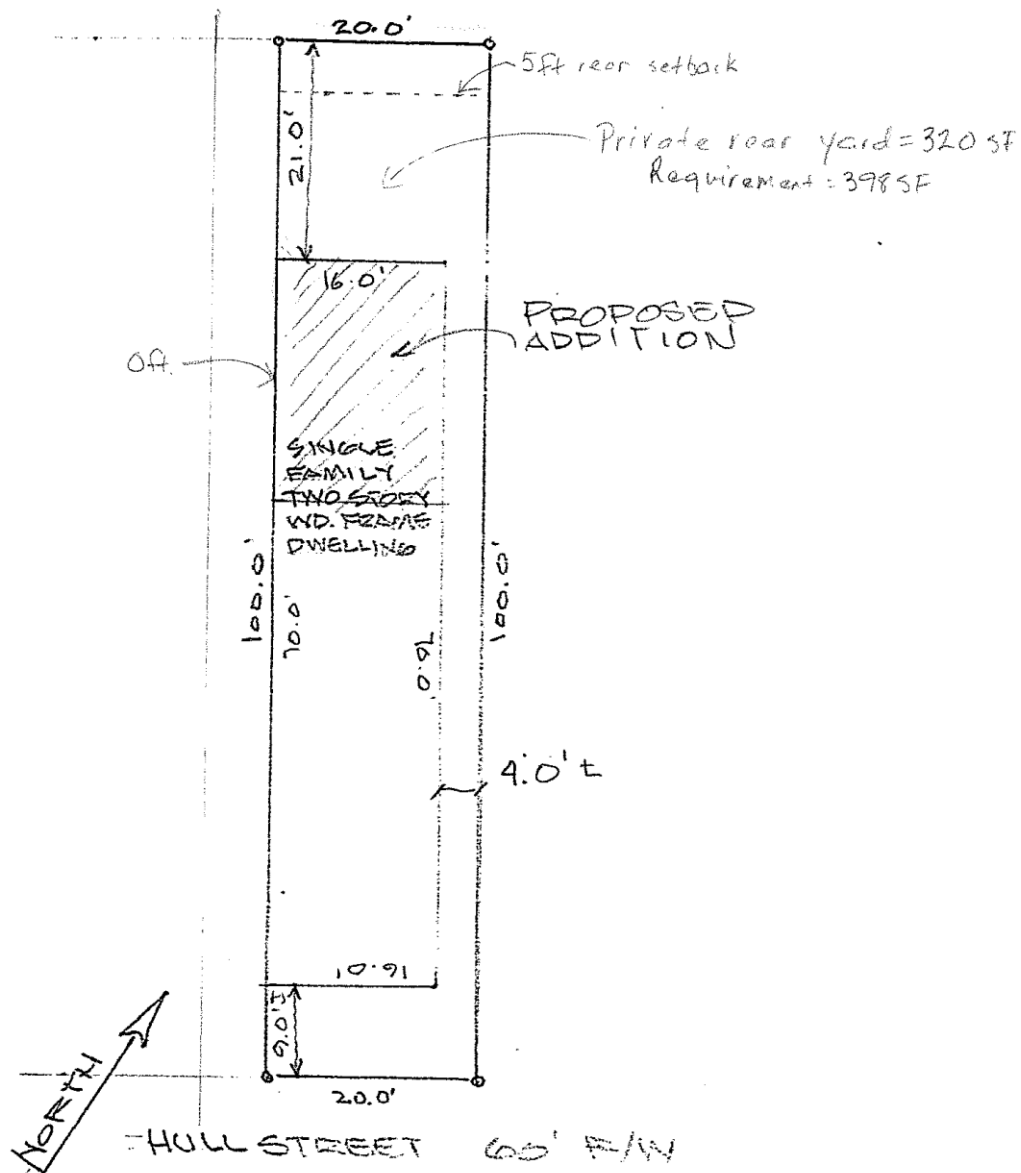 20.0'
5ft rear setback
21.0'
Private rear yard = 320 SF
Requirement = 398 SF
16.0'
PROPOSED
ADDITION
0ft.
SINGLE
FAMILY
TWO STORY
WD. FRAME
DWELLING
100.0'
70.0'
100.0'
4.0' ±
16.0'
9.0'±
20.0'
NORTH
HULL STREET 60' R/W